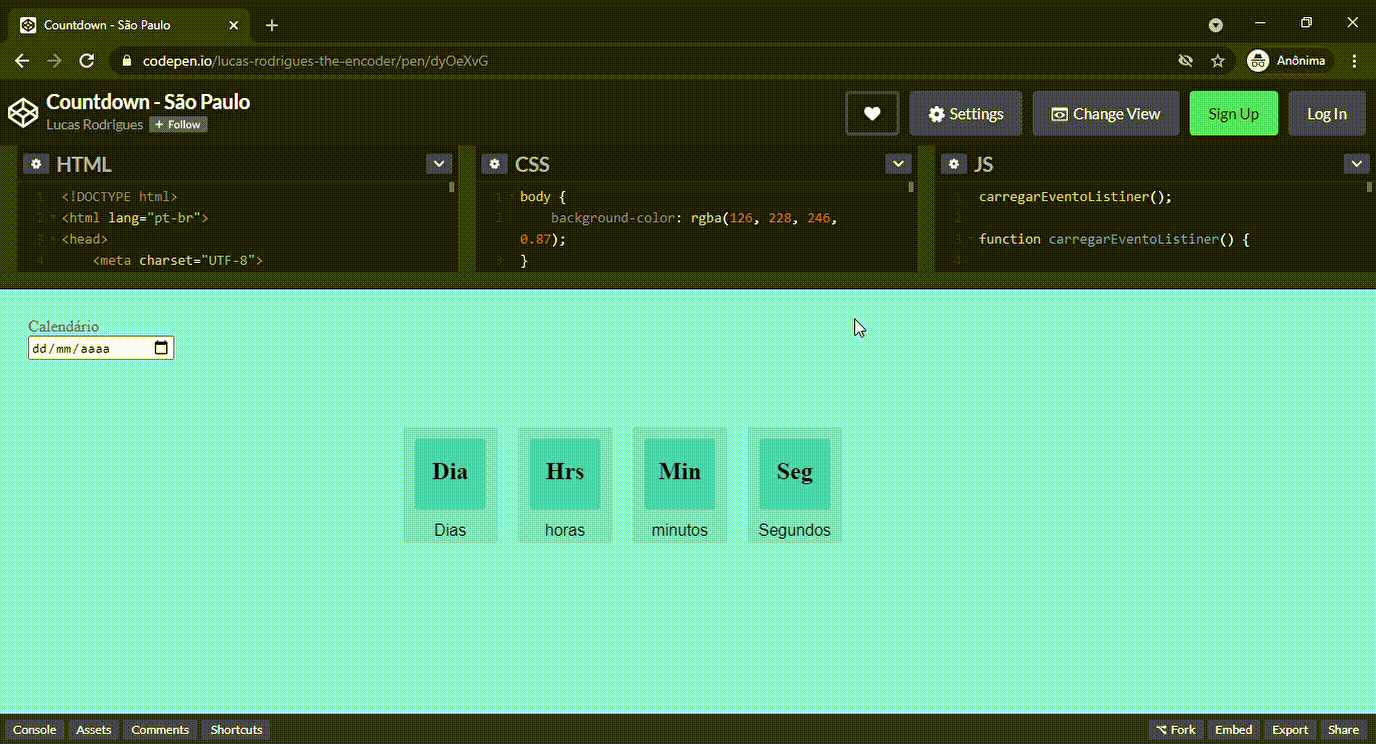 Countdown - São Paulo
codepen.io/lucas-rodrigues-the-encoder/pen/dyOeXvG
Anônima
Countdown - São Paulo
Lucas Rodrigues + Follow
Settings
Change View
Sign Up
Log In
HTML
1 <!DOCTYPE html>
2 <html lang="pt-br">
3 <head>
4 <meta charset="UTF-8">
CSS
1 body {
2 background-color: rgba(126, 228, 246,
0.87);
3 }
JS
1 carregarEventoListiner();
2
3 function carregarEventoListiner() {
4
Calendário
dd/mm/aaaa
Dia
Dias
Hrs
horas
Min
minutos
Seg
Segundos
Console
Assets
Comments
Shortcuts
Fork
Embed
Export
Share